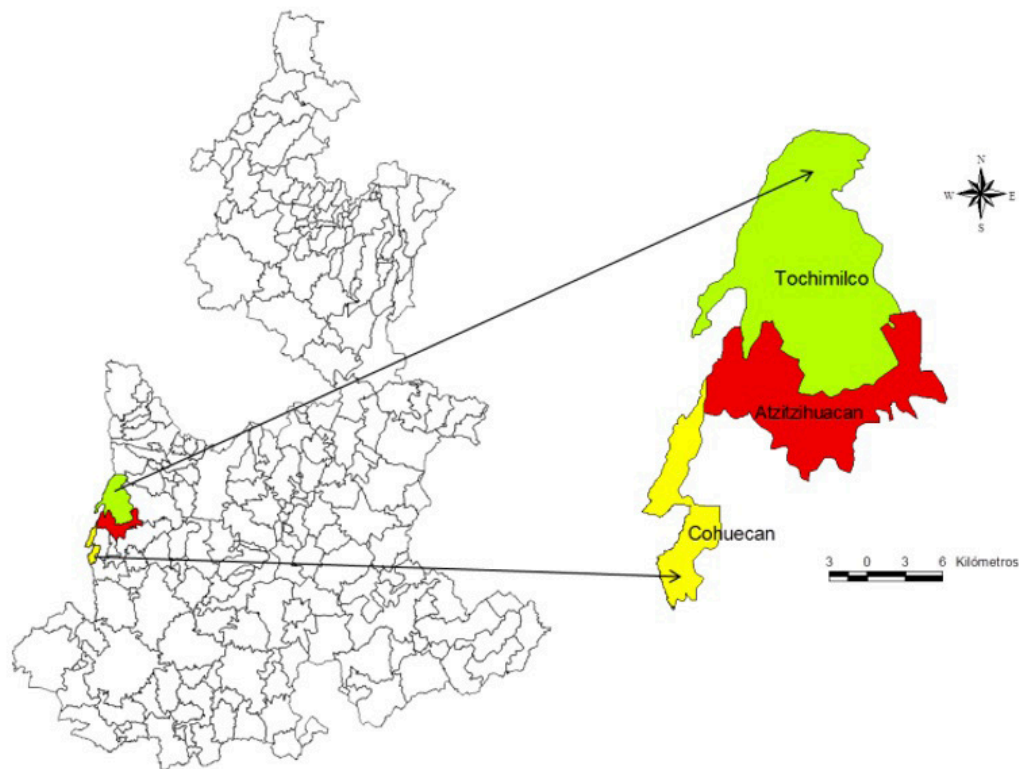 N
W E
S
Tochimilco
Atzitzihuacan
Cohuecan
3 0 3 6 Kilómetros